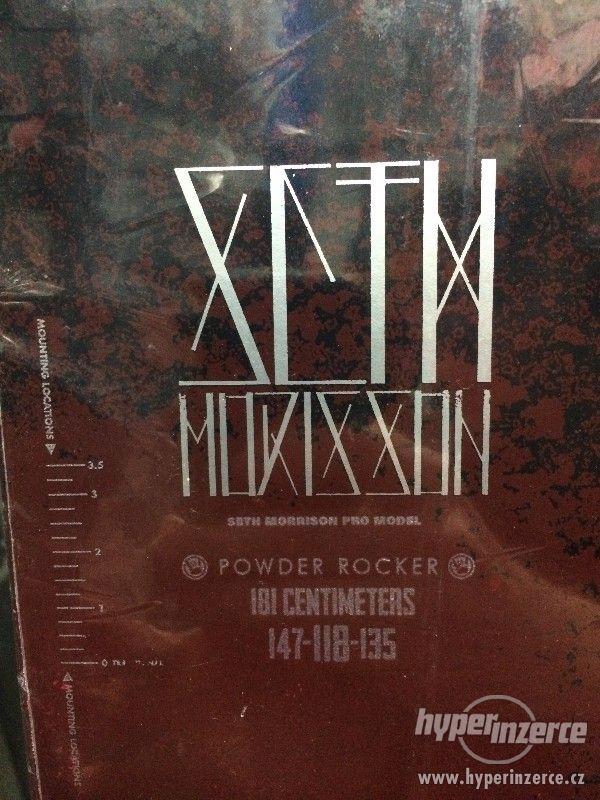 SETH
MORISSON
SETH MORRISON PRO MODEL
POWDER ROCKER
181 CENTIMETERS
147-118-135
MOUNTING LOCATIONS
3.5
3
2
1
0
MOUNTING LOCATIONS
hyperinzerce
www.hyperinzerce.cz